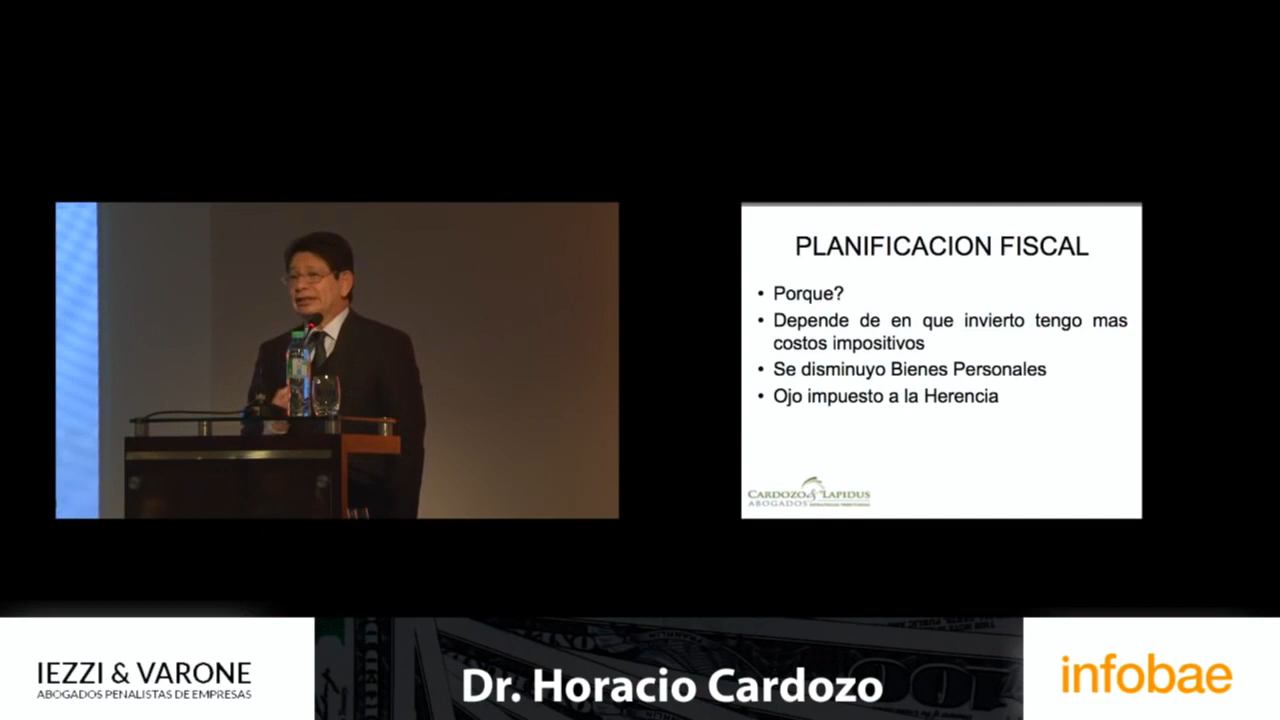 PLANIFICACION FISCAL
• Porque?
• Depende de en que invierto tengo mas
costos impositivos
• Se disminuyo Bienes Personales
• Ojo impuesto a la Herencia
CARDOZO & LAPIDUS
ABOGADOS
IEZZI & VARONE
ABOGADOS PENALISTAS DE EMPRESAS
Dr. Horacio Cardozo
infobae